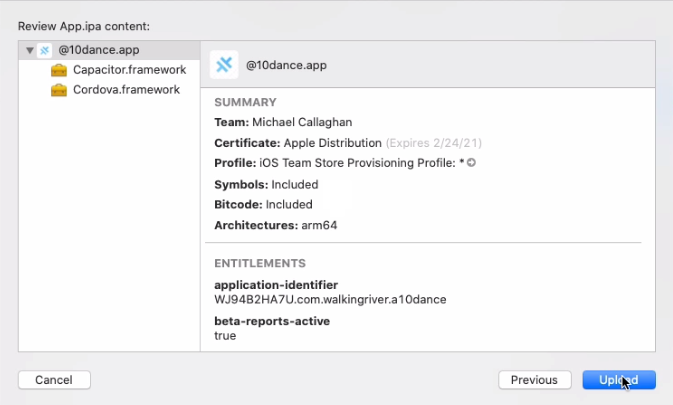 Review App.ipa content:
@10dance.app
Capacitor.framework
Cordova.framework
@10dance.app
SUMMARY
Team: Michael Callaghan
Certificate: Apple Distribution (Expires 2/24/21)
Profile: iOS Team Store Provisioning Profile: *
Symbols: Included
Bitcode: Included
Architectures: arm64
ENTITLEMENTS
application-identifier
WJ94B2HA7U.com.walkingriver.a10dance
beta-reports-active
true
Cancel
Previous
Upload